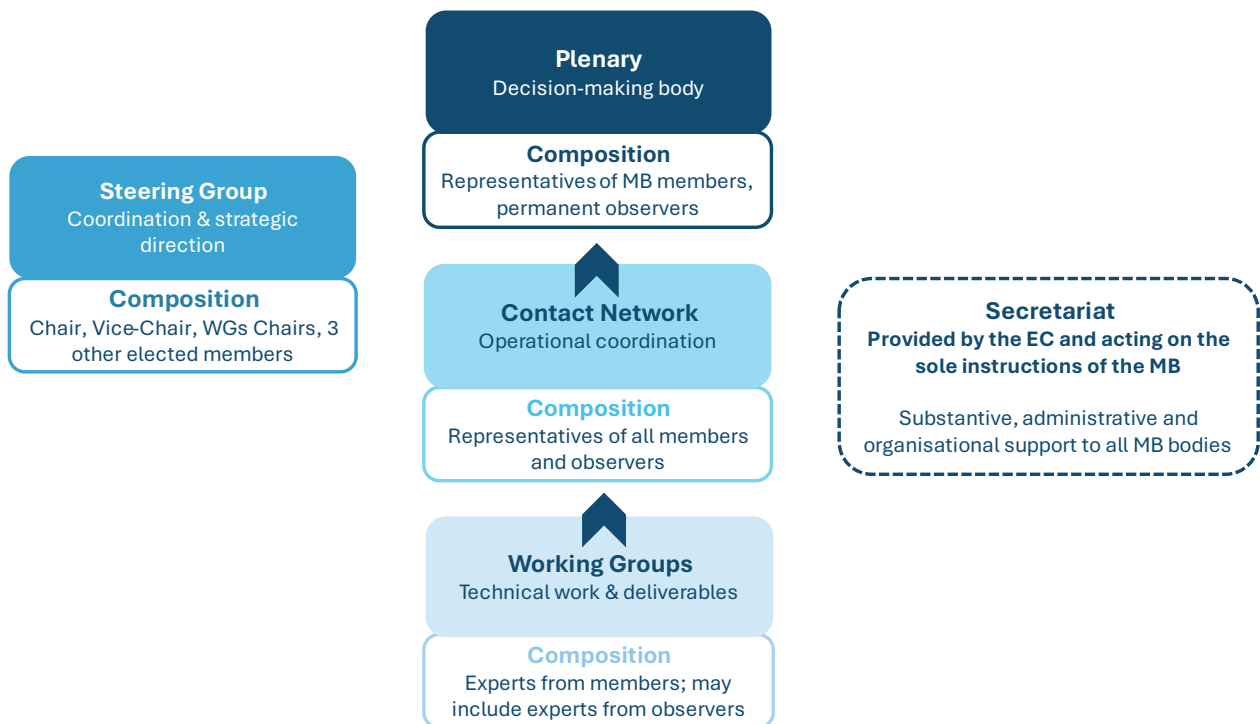 Plenary
Decision-making body
Composition
Representatives of MB members,
permanent observers
Steering Group
Coordination & strategic
direction
Composition
Chair, Vice-Chair, WGs Chairs, 3
other elected members
Contact Network
Operational coordination
Composition
Representatives of all members
and observers
Secretariat
Provided by the EC and acting on the
sole instructions of the MB
Substantive, administrative and
organisational support to all MB bodies
Working Groups
Technical work & deliverables
Composition
Experts from members; may
include experts from observers